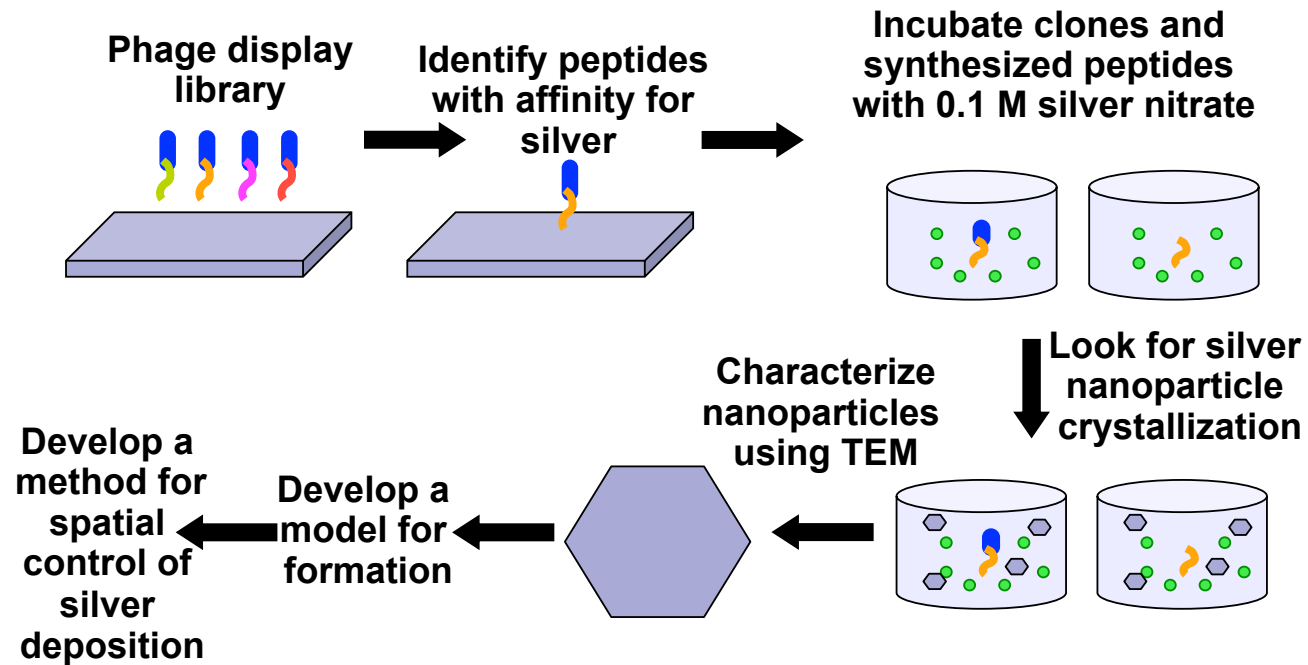 Phage display
library
Identify peptides
with affinity for
silver
Incubate clones and
synthesized peptides
with 0.1 M silver nitrate
Look for silver
nanoparticle
crystallization
Characterize
nanoparticles
using TEM
Develop a
model for
formation
Develop a
method for
spatial
control of
silver
deposition